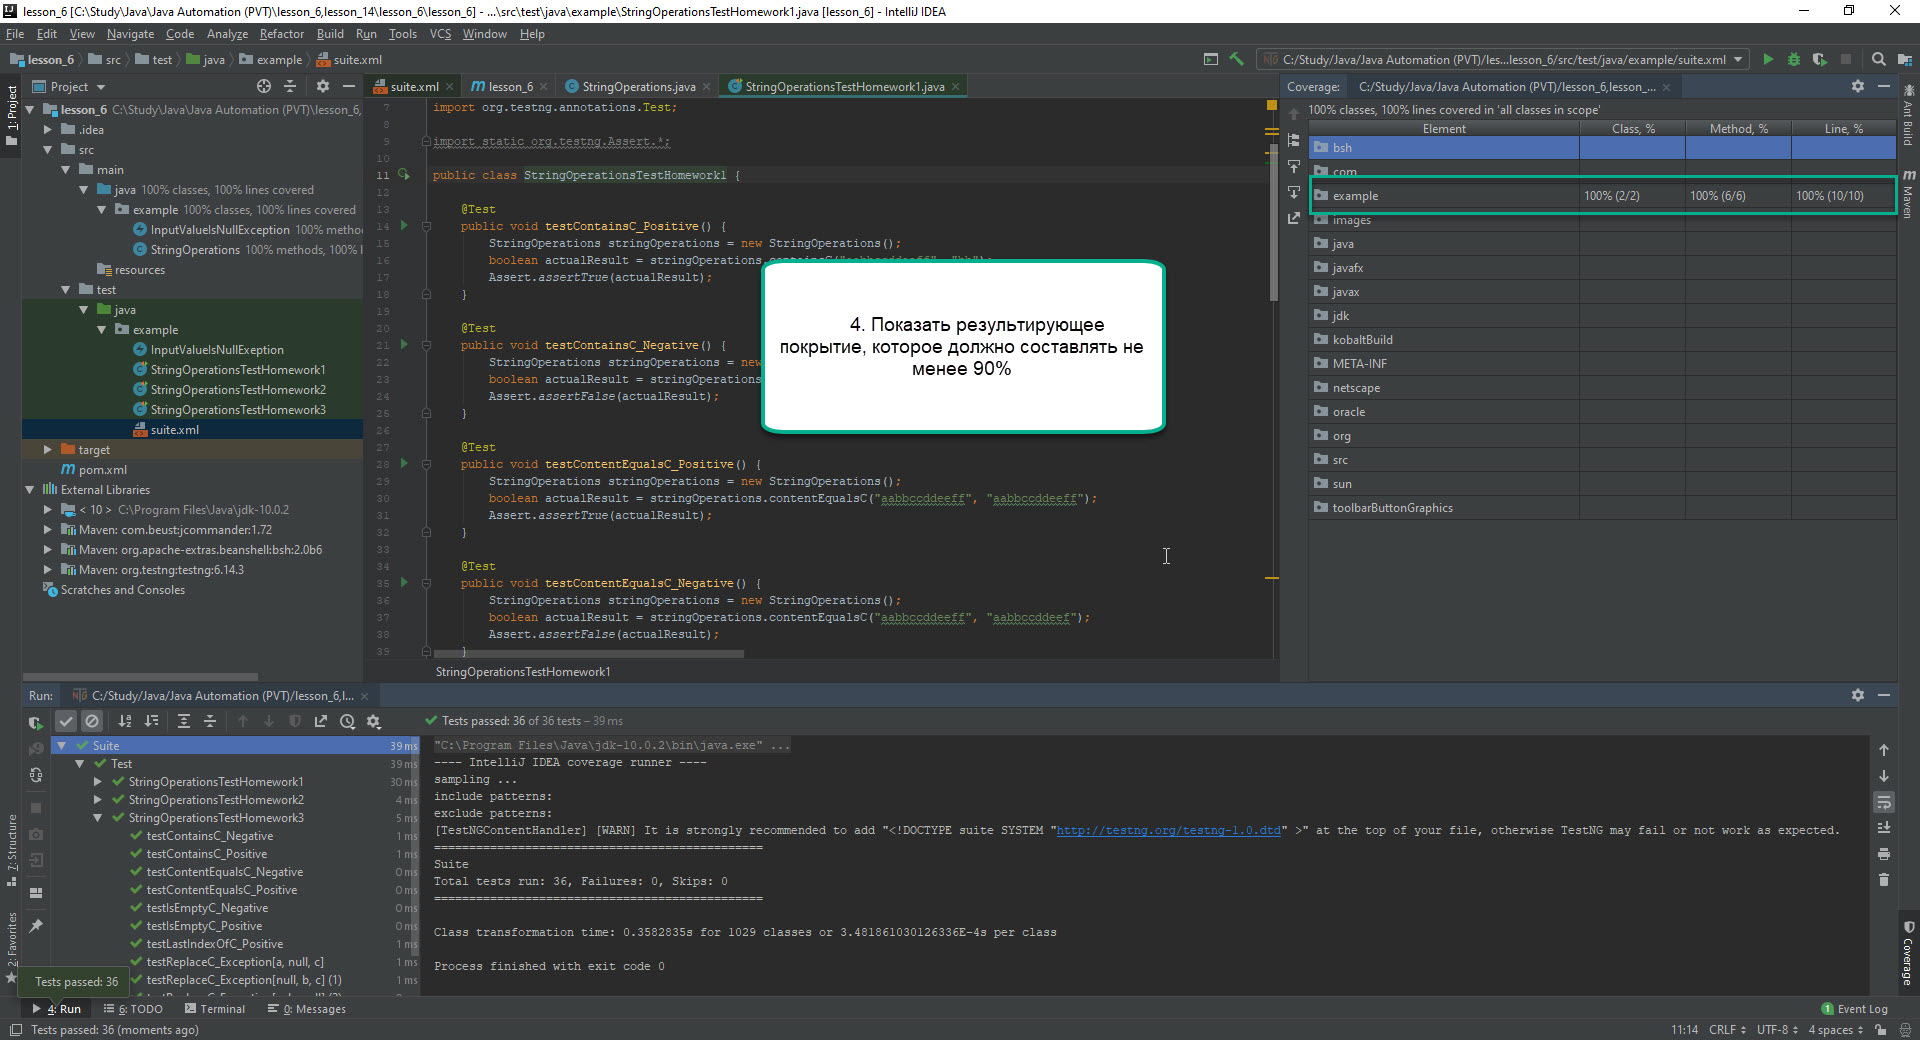 lesson_6 [C:\Study\Java\Java Automation (PVT)\lesson_6,lesson_14\lesson_6\lesson_6] - ...\src\test\java\example\StringOperationsTestHomework1.java [lesson_6] - IntelliJ IDEA
File Edit View Navigate Code Analyze Refactor Build Run Tools VCS Window Help
lesson_6 src test java example suite.xml
C:/Study/Java/Java Automation (PVT)/les...lesson_6/src/test/java/example/suite.xml
1: Project
Project
lesson_6 C:\Study\Java\Java Automation (PVT)\lesson_6,
.idea
src
main
java 100% classes, 100% lines covered
example 100% classes, 100% lines covered
InputValueIsNullException 100% metho
StringOperations 100% methods, 100% l
resources
test
java
example
InputValueIsNullExeption
StringOperationsTestHomework1
StringOperationsTestHomework2
StringOperationsTestHomework3
suite.xml
target
pom.xml
External Libraries
< 10 > C:\Program Files\Java\jdk-10.0.2
Maven: com.beust:jcommander:1.72
Maven: org.apache-extras.beanshell:bsh:2.0b6
Maven: org.testng:testng:6.14.3
Scratches and Consoles
suite.xml lesson_6 StringOperations.java StringOperationsTestHomework1.java
7 import org.testng.annotations.Test;
8
9 import static org.testng.Assert.*;
10
11 public class StringOperationsTestHomework1 {
12
13 @Test
14 public void testContainsC_Positive() {
15 StringOperations stringOperations = new StringOperations();
16 boolean actualResult = stringOperations.containsC("aabbccddeeff", "bb");
17 Assert.assertTrue(actualResult);
18 }
19
20 @Test
21 public void testContainsC_Negative() {
22 StringOperations stringOperations = new
23 boolean actualResult = stringOperations
24 Assert.assertFalse(actualResult);
25 }
26
27 @Test
28 public void testContentEqualsC_Positive() {
29 StringOperations stringOperations = new StringOperations();
30 boolean actualResult = stringOperations.contentEqualsC("aabbccddeeff", "aabbccddeeff");
31 Assert.assertTrue(actualResult);
32 }
33
34 @Test
35 public void testContentEqualsC_Negative() {
36 StringOperations stringOperations = new StringOperations();
37 boolean actualResult = stringOperations.contentEqualsC("aabbccddeeff", "aabbccddeef");
38 Assert.assertFalse(actualResult);
39 }
StringOperationsTestHomework1
4. Показать результирующее
покрытие, которое должно составлять не
менее 90%
Coverage: C:/Study/Java/Java Automation (PVT)/lesson_6,lesson_...
100% classes, 100% lines covered in 'all classes in scope'
Element Class, % Method, % Line, %
bsh
com
example 100% (2/2) 100% (6/6) 100% (10/10)
images
java
javafx
javax
jdk
kobaltBuild
META-INF
netscape
oracle
org
src
sun
toolbarButtonGraphics
Ant Build
Maven
Run: C:/Study/Java/Java Automation (PVT)/lesson_6,l...
Tests passed: 36 of 36 tests – 39 ms
Suite 39 ms
Test 39 ms
StringOperationsTestHomework1 30 ms
StringOperationsTestHomework2 4 ms
StringOperationsTestHomework3 5 ms
testContainsC_Negative 1 ms
testContainsC_Positive 1 ms
testContentEqualsC_Negative 0 ms
testContentEqualsC_Positive 0 ms
testIsEmptyC_Negative 0 ms
testIsEmptyC_Positive 0 ms
testLastIndexOfC_Positive 1 ms
testReplaceC_Exception[a, null, c] 1 ms
testReplaceC_Exception[null, b, c] (1) 1 ms
"C:\Program Files\Java\jdk-10.0.2\bin\java.exe" ...
---- IntelliJ IDEA coverage runner ----
sampling ...
include patterns:
exclude patterns:
[TestNGContentHandler] [WARN] It is strongly recommended to add "<!DOCTYPE suite SYSTEM "http://testng.org/testng-1.0.dtd" >" at the top of your file, otherwise TestNG may fail or not work as expected.
===============================================
Suite
Total tests run: 36, Failures: 0, Skips: 0
===============================================
Class transformation time: 0.3582835s for 1029 classes or 3.481861030126336E-4s per class
Process finished with exit code 0
7: Structure
2: Favorites
Coverage
Tests passed: 36
4: Run 6: TODO Terminal 0: Messages
1 Event Log
Tests passed: 36 (moments ago)
11:14 CRLF UTF-8 4 spaces